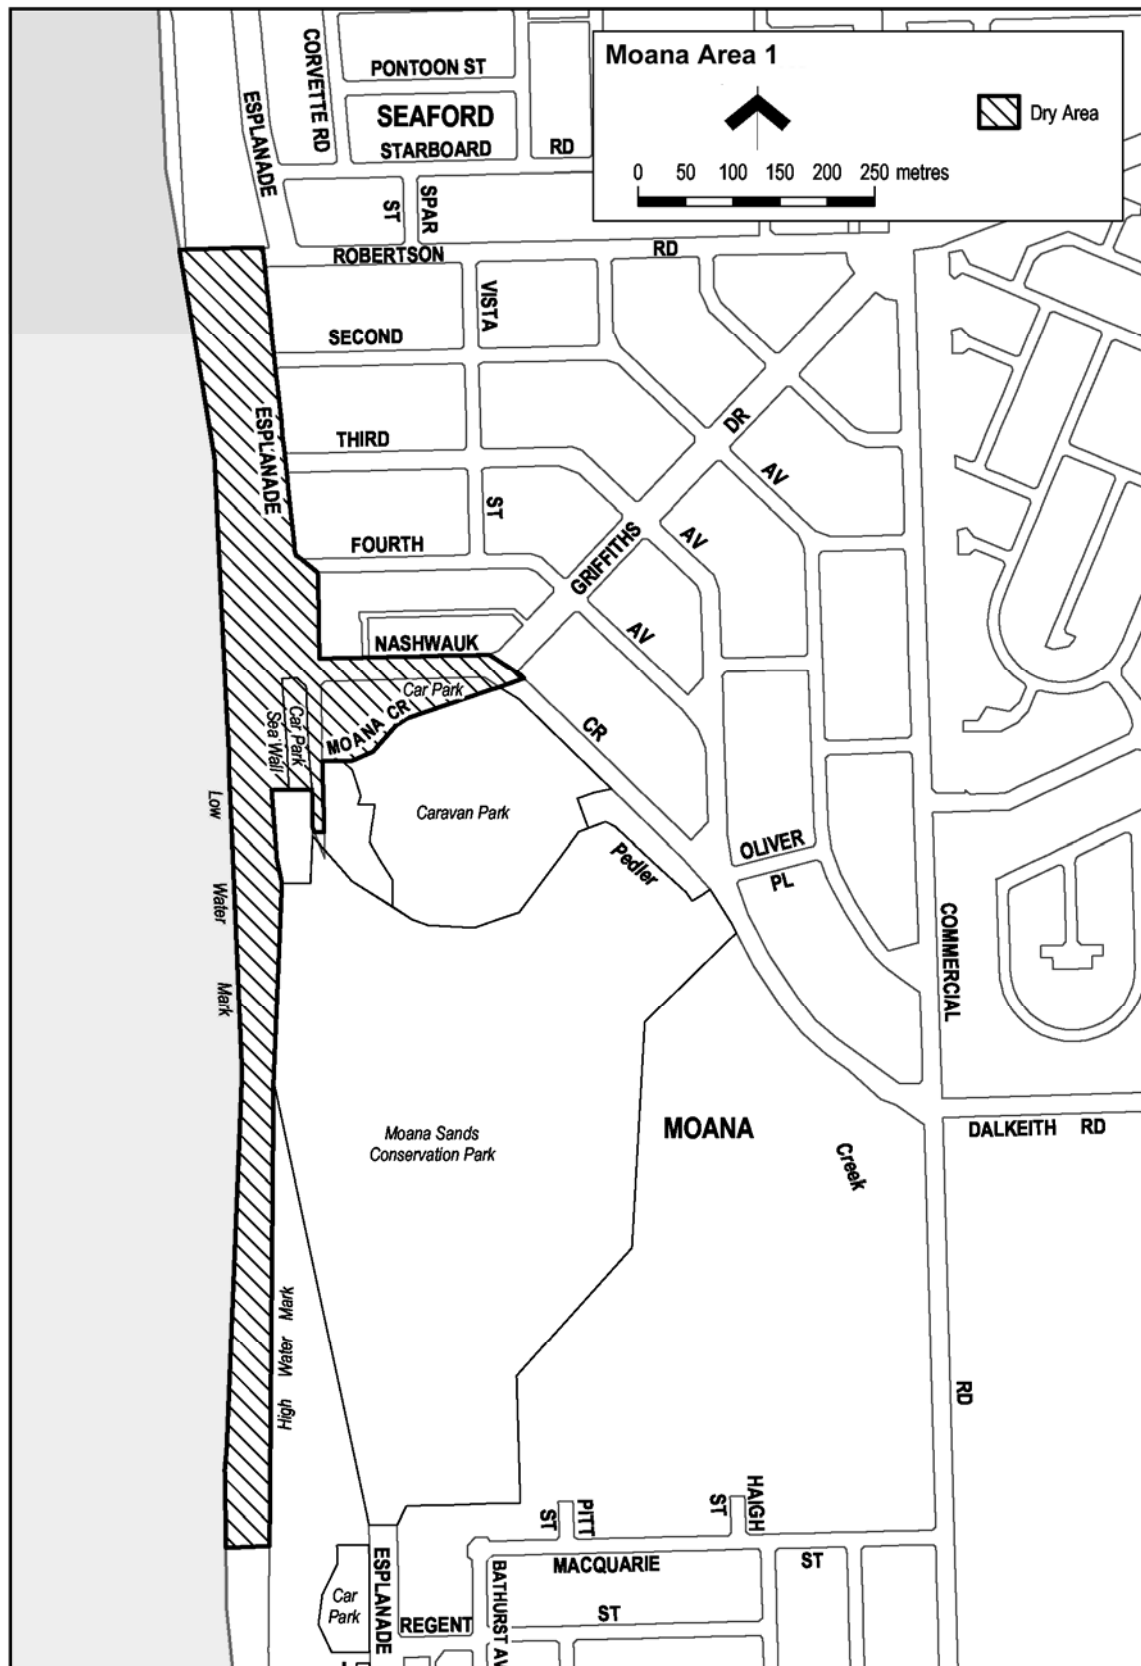 Moana Area 1
Dry Area
0 50 100 150 200 250 metres
PONTOON ST
CORVETTE RD
SEAFORD
ESPLANADE
STARBOARD RD
SPAR
ST
ROBERTSON RD
VISTA
SECOND
ESPLANADE
THIRD
DR
AV
ST
FOURTH
GRIFFITHS
AV
AV
NASHWAUK
Car Park
MOANA CR
CR
Car Park
Sea Wall
Low
Water
Mark
Caravan Park
Pedler
OLIVER
PL
COMMERCIAL
Moana Sands
Conservation Park
MOANA
DALKEITH RD
Creek
High Water Mark
RD
HAIGH
ST
PITT
ST
MACQUARIE
ST
ESPLANADE
BATHURST AV
Car
Park
REGENT
ST